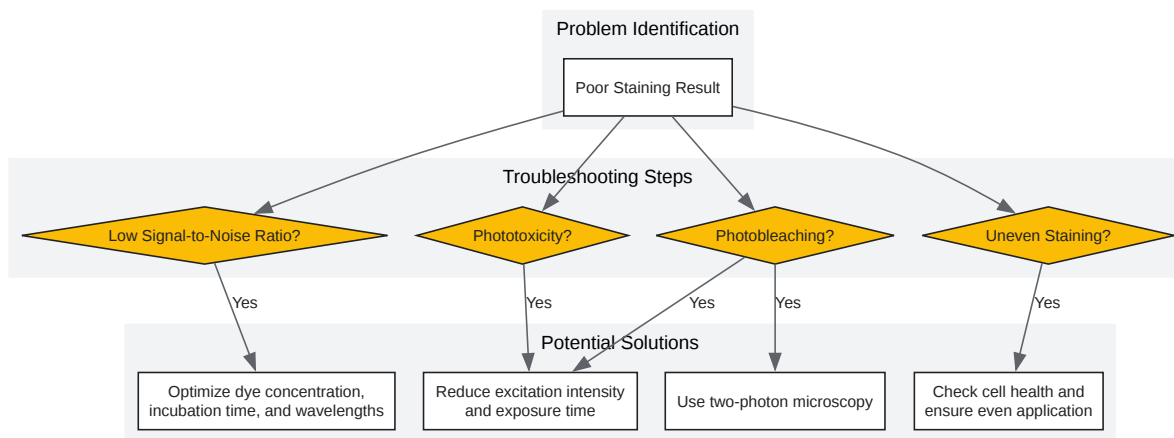 Problem Identification
Poor Staining Result
Troubleshooting Steps
Low Signal-to-Noise Ratio?
Phototoxicity?
Photobleaching?
Uneven Staining?
Yes
Yes
Yes
Yes
Yes
Potential Solutions
Optimize dye concentration,
incubation time, and wavelengths
Reduce excitation intensity
and exposure time
Use two-photon microscopy
Check cell health and
ensure even application